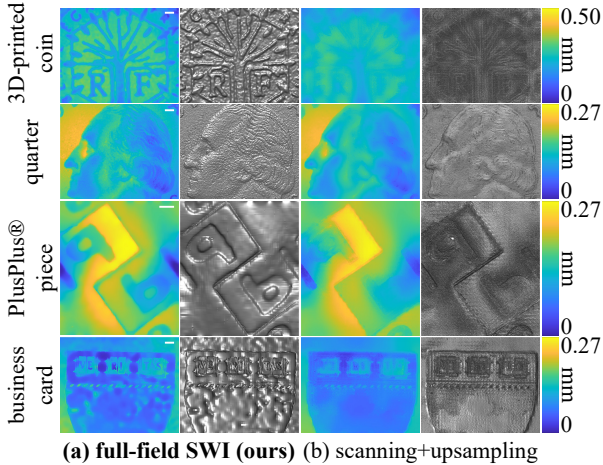 3D-printed
coin
0.50
mm
0
R F
R F
quarter
0.27
mm
0
PlusPlus®
piece
0.27
mm
0
business
card
0.27
mm
0
(a) full-field SWI (ours) (b) scanning+upsampling